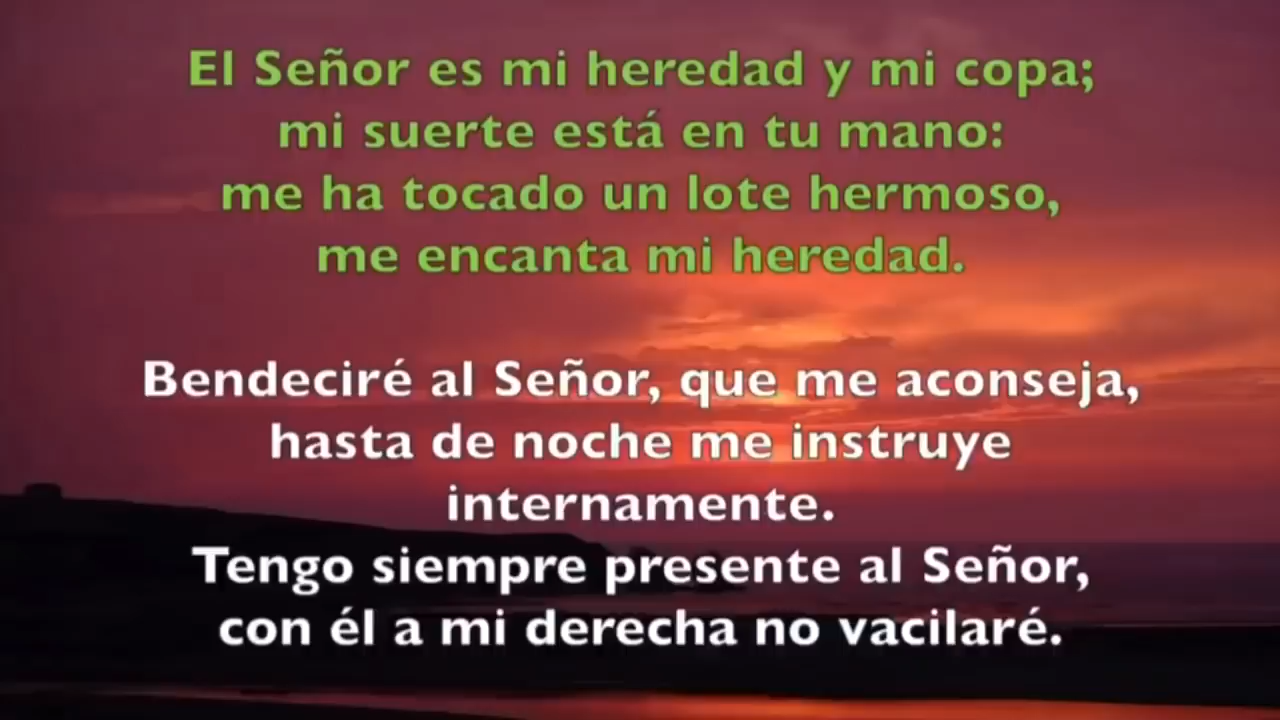 El Señor es mi heredad y mi copa;
mi suerte está en tu mano:
me ha tocado un lote hermoso,
me encanta mi heredad.
Bendeciré al Señor, que me aconseja,
hasta de noche me instruye
internamente.
Tengo siempre presente al Señor,
con él a mi derecha no vacilaré.